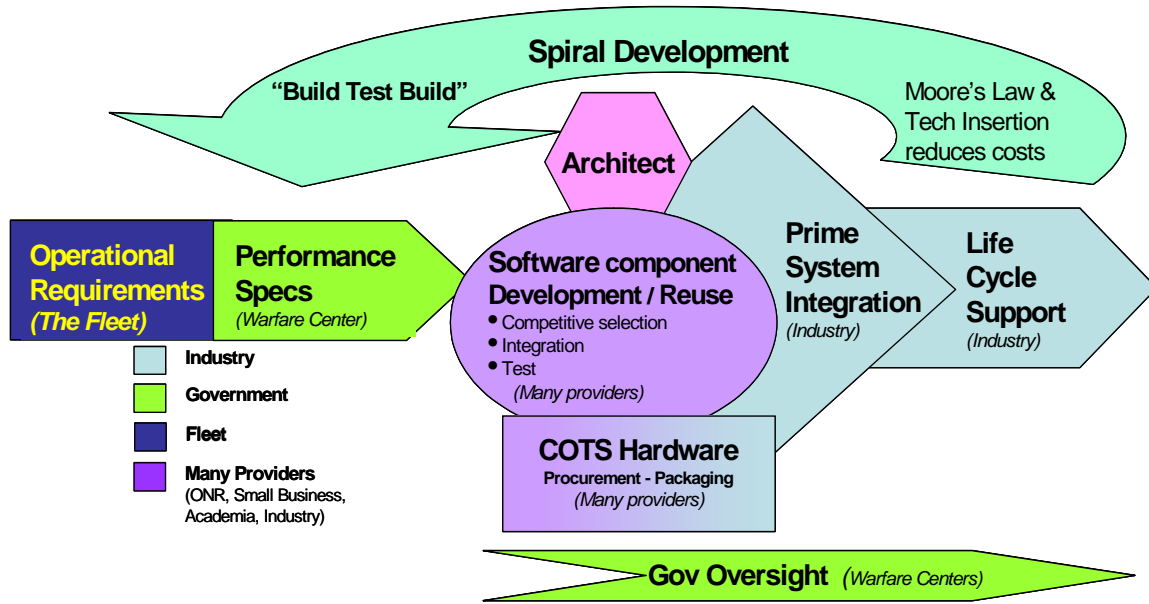 Spiral Development
“Build Test Build”
Moore’s Law &
Tech Insertion
reduces costs
Architect
Operational
Requirements
(The Fleet)
Performance
Specs
(Warfare Center)
Software component
Development / Reuse
• Competitive selection
• Integration
• Test
(Many providers)
Prime
System
Integration
(Industry)
Life
Cycle
Support
(Industry)
Industry
Government
Fleet
Many Providers
(ONR, Small Business,
Academia, Industry)
COTS Hardware
Procurement - Packaging
(Many providers)
Gov Oversight (Warfare Centers)